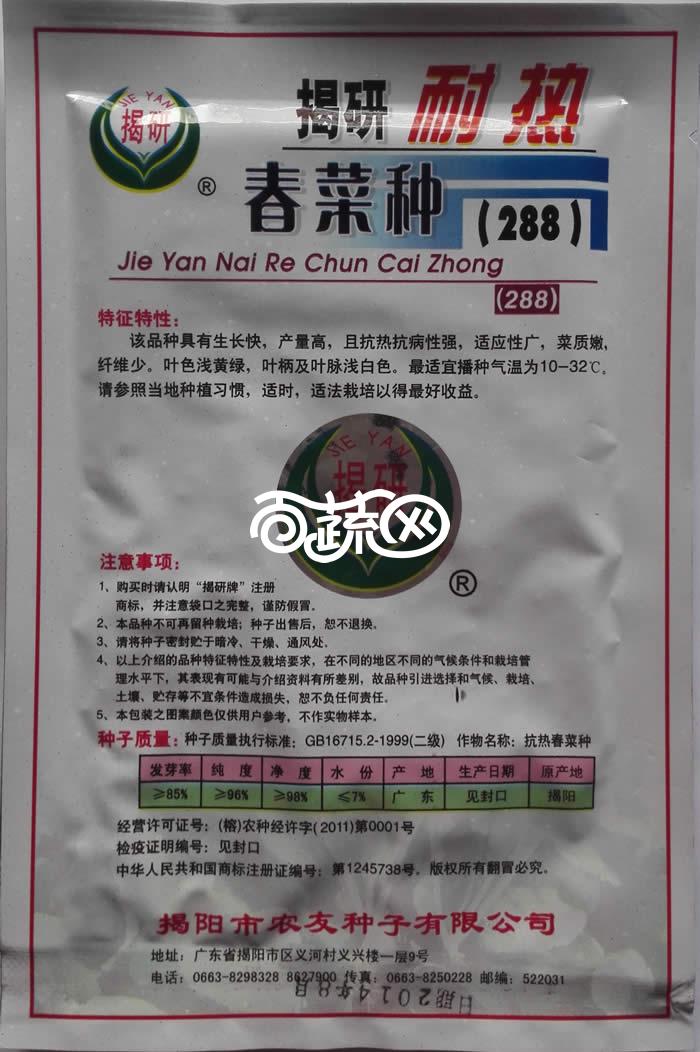 JIE YAN
揭研
®
揭研 耐热
春菜种 (288)
Jie Yan Nai Re Chun Cai Zhong
(288)
特征特性：
该品种具有生长快，产量高，且抗热抗病性强，适应性广，菜质嫩，
纤维少。叶色浅黄绿，叶柄及叶脉浅白色。最适宜播种气温为10-32℃。
请参照当地种植习惯，适时，适法栽培以得最好收益。
JIE YAN
揭研
百蔬网
®
注意事项：
1、购买时请认明“揭研牌”注册
商标，并注意袋口之完整，谨防假冒。
2、本品种不可再留种栽培；种子出售后，恕不退换。
3、请将种子密封贮于暗冷、干燥、通风处。
4、以上介绍的品种特征特性及栽培要求，在不同的地区不同的气候条件和栽培管
理水平下，其表现有可能与介绍资料有所差别，故品种引进选择和气候、栽培、
土壤、贮存等不宜条件造成损失，恕不负任何责任。
5、本包装之图案颜色仅供用户参考，不作实物样本。
种子质量：种子质量执行标准：GB16715.2-1999(二级) 作物名称：抗热春菜种
发芽率 纯 度 净 度 水 份 产 地 生产日期 原产地
≥85% ≥96% ≥98% ≤7% 广 东 见封口 揭阳
经营许可证号：(榕)农种经许字(2011)第0001号
检疫证明编号：见封口
中华人民共和国商标注册证编号：第1245738号。版权所有翻冒必究。
揭阳市农友种子有限公司
地址：广东省揭阳市区义河村义兴楼一层9号
电话：0663-8298328 8627900 传真：0663-8250228 邮编：522031
日期2014年8月